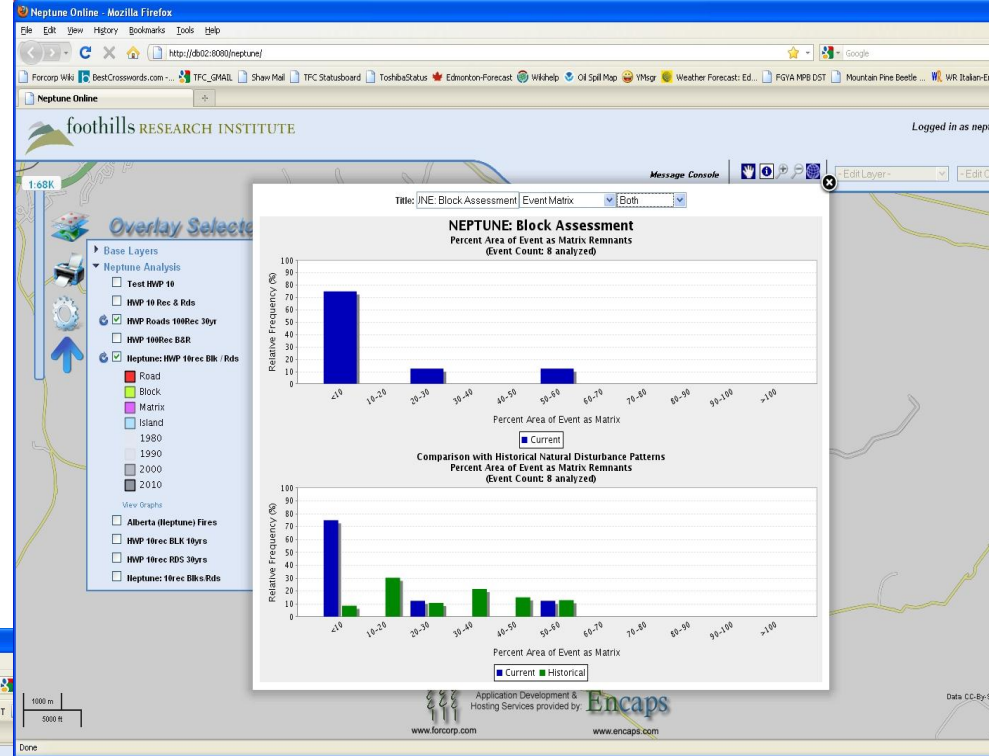 Neptune Online - Mozilla Firefox
File Edit View History Bookmarks Tools Help
http://db02:8080/neptune/
Google
Forcorp Wiki BestCrosswords.com -... TFC_GMAIL Shaw Mail TFC Statusboard ToshibaStatus Edmonton-Forecast Wikihelp Oil Spill Map YMsgr Weather Forecast: Ed... FGYA MPB DST Mountain Pine Beetle ... WR Italian-En
Neptune Online
foothills RESEARCH INSTITUTE
Logged in as nept
1:68K
Message Console
- Edit Layer -
- Edit C
Overlay Selecto
Base Layers
Neptune Analysis
Test HWP 10
HWP 10 Rec & Rds
HWP Roads 100Rec 30yr
HWP 100Rec B&R
Neptune: HWP 10rec Blk / Rds
Road
Block
Matrix
Island
1980
1990
2000
2010
View Graphs
Alberta (Neptune) Fires
HWP 10rec BLK 10yrs
HWP 10rec RDS 30yrs
Neptune: 10rec Blks/Rds
Title: UNE: Block Assessment Event Matrix Both
NEPTUNE: Block Assessment
Percent Area of Event as Matrix Remnants
(Event Count: 8 analyzed)
Relative Frequency (%)
100
90
80
70
60
50
40
30
20
10
0
<10 10-20 20-30 30-40 40-50 50-60 60-70 70-80 80-90 90-100 >100
Percent Area of Event as Matrix
Current
Comparison with Historical Natural Disturbance Patterns
Percent Area of Event as Matrix Remnants
(Event Count: 8 analyzed)
Relative Frequency (%)
100
90
80
70
60
50
40
30
20
10
0
<10 10-20 20-30 30-40 40-50 50-60 60-70 70-80 80-90 90-100 >100
Percent Area of Event as Matrix
Current Historical
1000 m
5000 ft
Application Development &
Hosting Services provided by: Encaps
www.forcorp.com
www.encaps.com
Data CC-By-S
Done